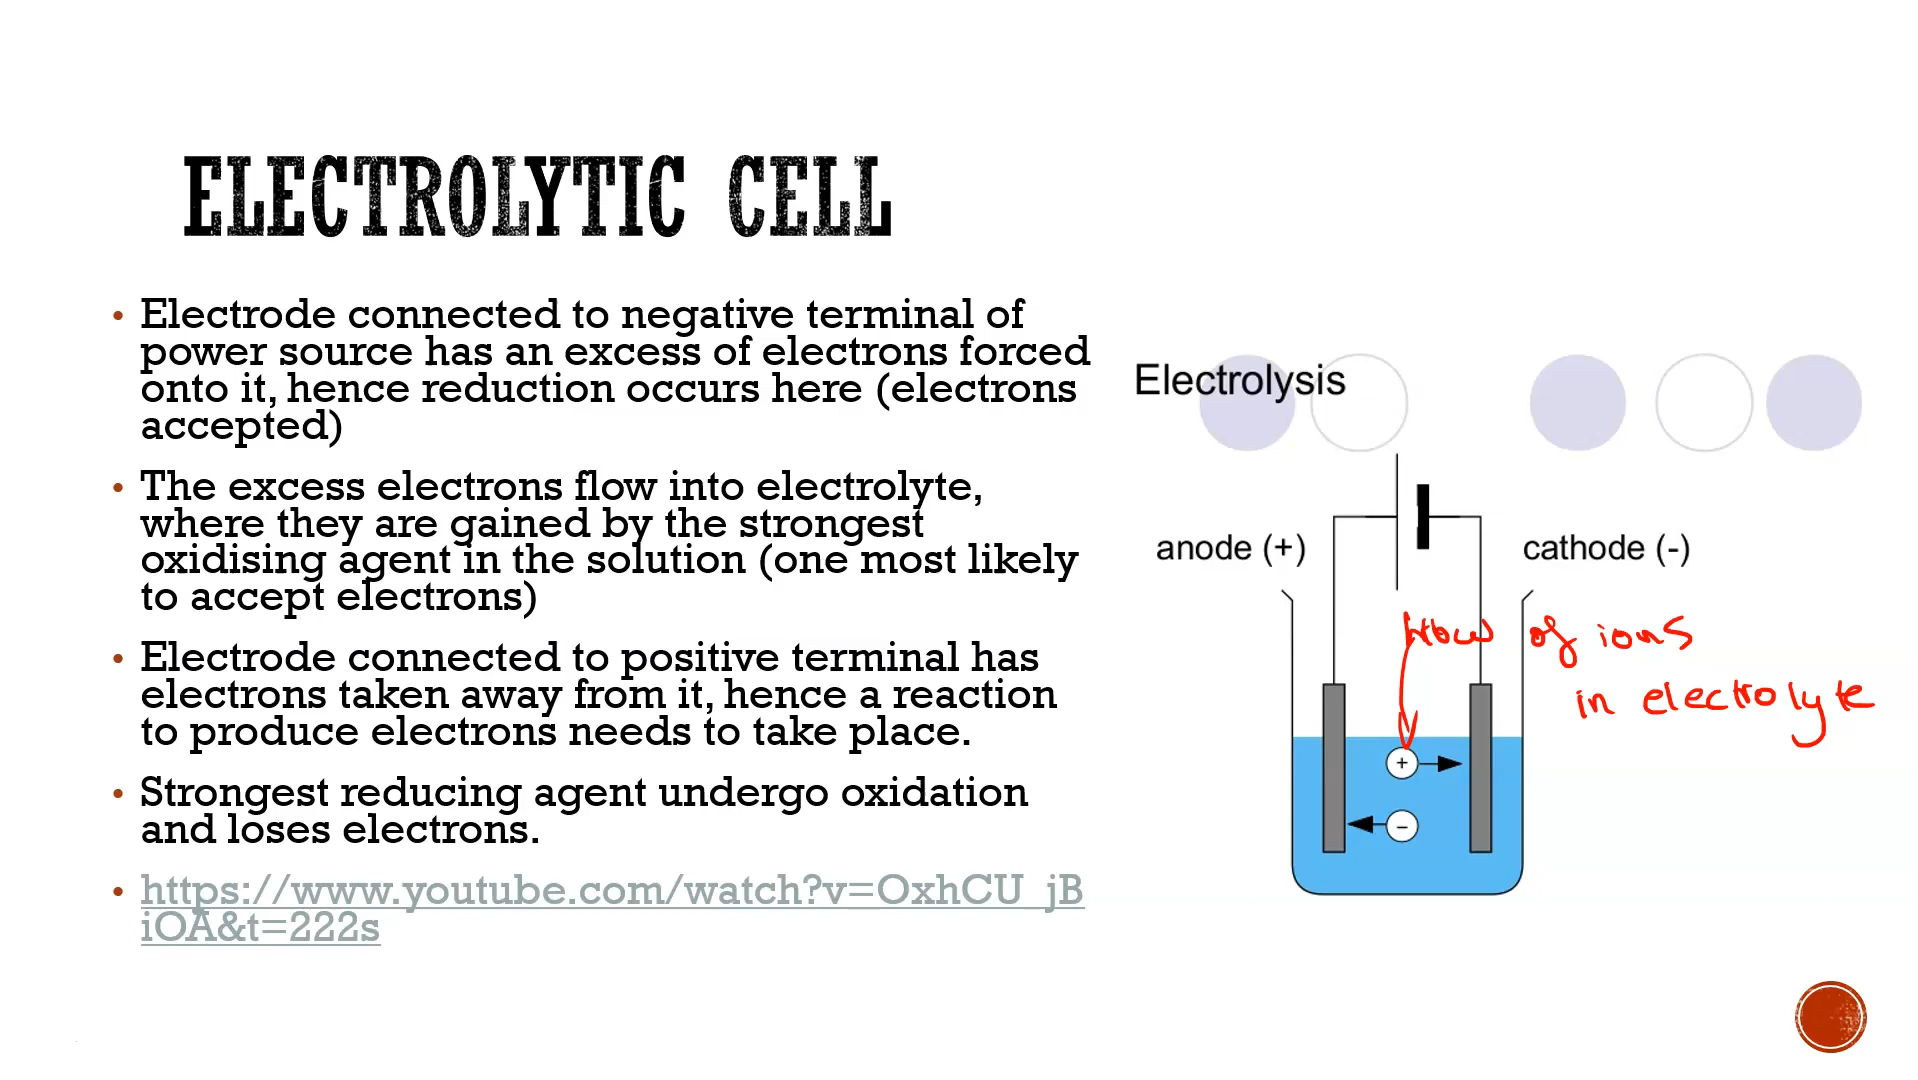 ELECTROLYTIC CELL
• Electrode connected to negative terminal of
power source has an excess of electrons forced
onto it, hence reduction occurs here (electrons
accepted)
• The excess electrons flow into electrolyte,
where they are gained by the strongest
oxidising agent in the solution (one most likely
to accept electrons)
• Electrode connected to positive terminal has
electrons taken away from it, hence a reaction
to produce electrons needs to take place.
• Strongest reducing agent undergo oxidation
and loses electrons.
• https://www.youtube.com/watch?v=OxhCU_jB
iOA&t=222s
Electrolysis
anode (+)
cathode (-)
flow of ions
in electrolyte
+
−